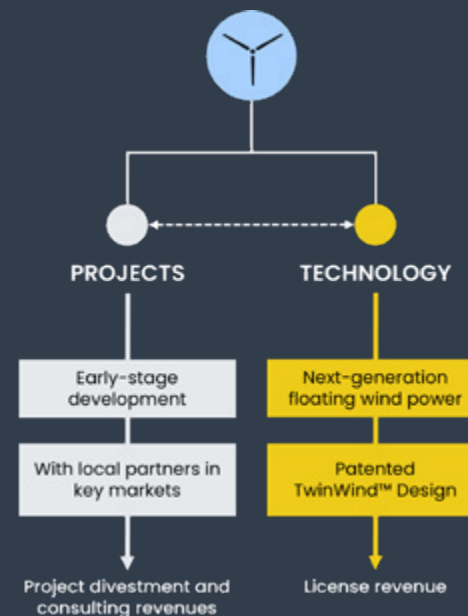 PROJECTS
Early-stage
development
With local partners in
key markets
Project divestment and
consulting revenues
TECHNOLOGY
Next-generation
floating wind power
Patented
TwinWind™ Design
License revenue